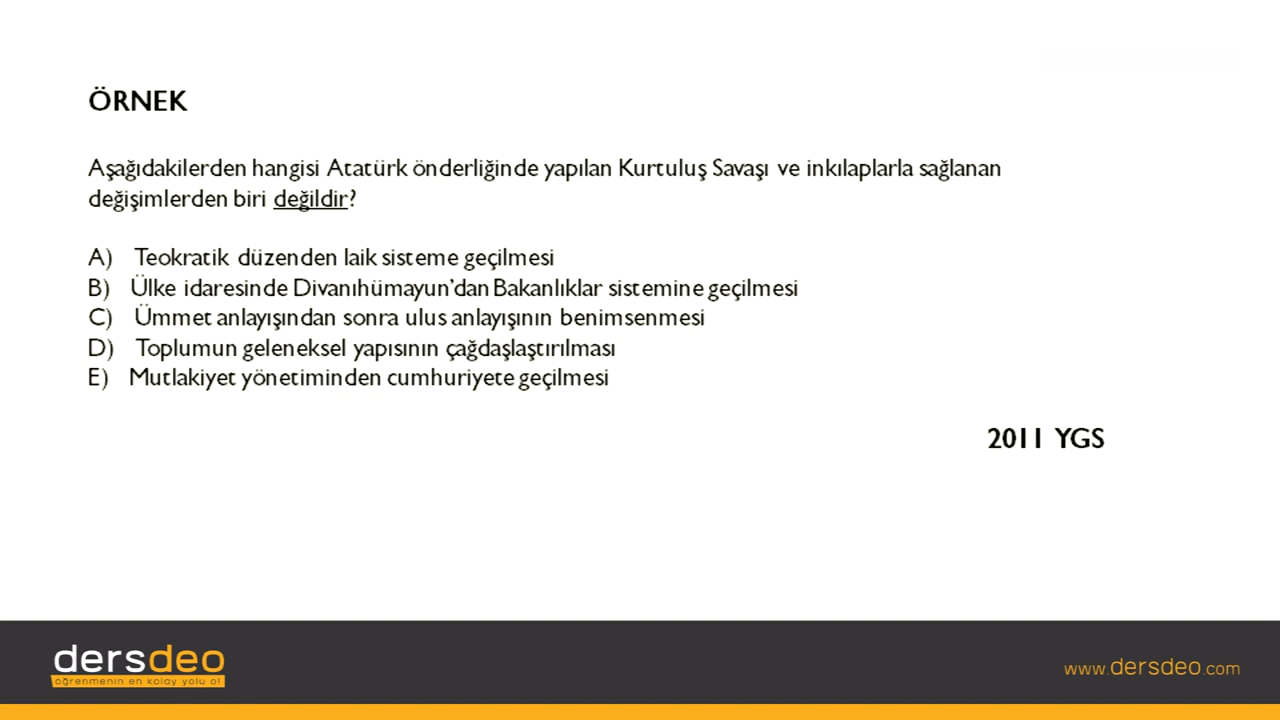 ÖRNEK
Aşağıdakilerden hangisi Atatürk önderliğinde yapılan Kurtuluş Savaşı ve inkılaplarla sağlanan
değişimlerden biri değildir?
A) Teokratik düzenden laik sisteme geçilmesi
B) Ülke idaresinde Divanıhümayun'dan Bakanlıklar sistemine geçilmesi
C) Ümmet anlayışından sonra ulus anlayışının benimsenmesi
D) Toplumun geleneksel yapısının çağdaşlaştırılması
E) Mutlakiyet yönetiminden cumhuriyete geçilmesi
2011 YGS
dersdeo
öğrenmenin en kolay yolu o!
www.dersdeo.com